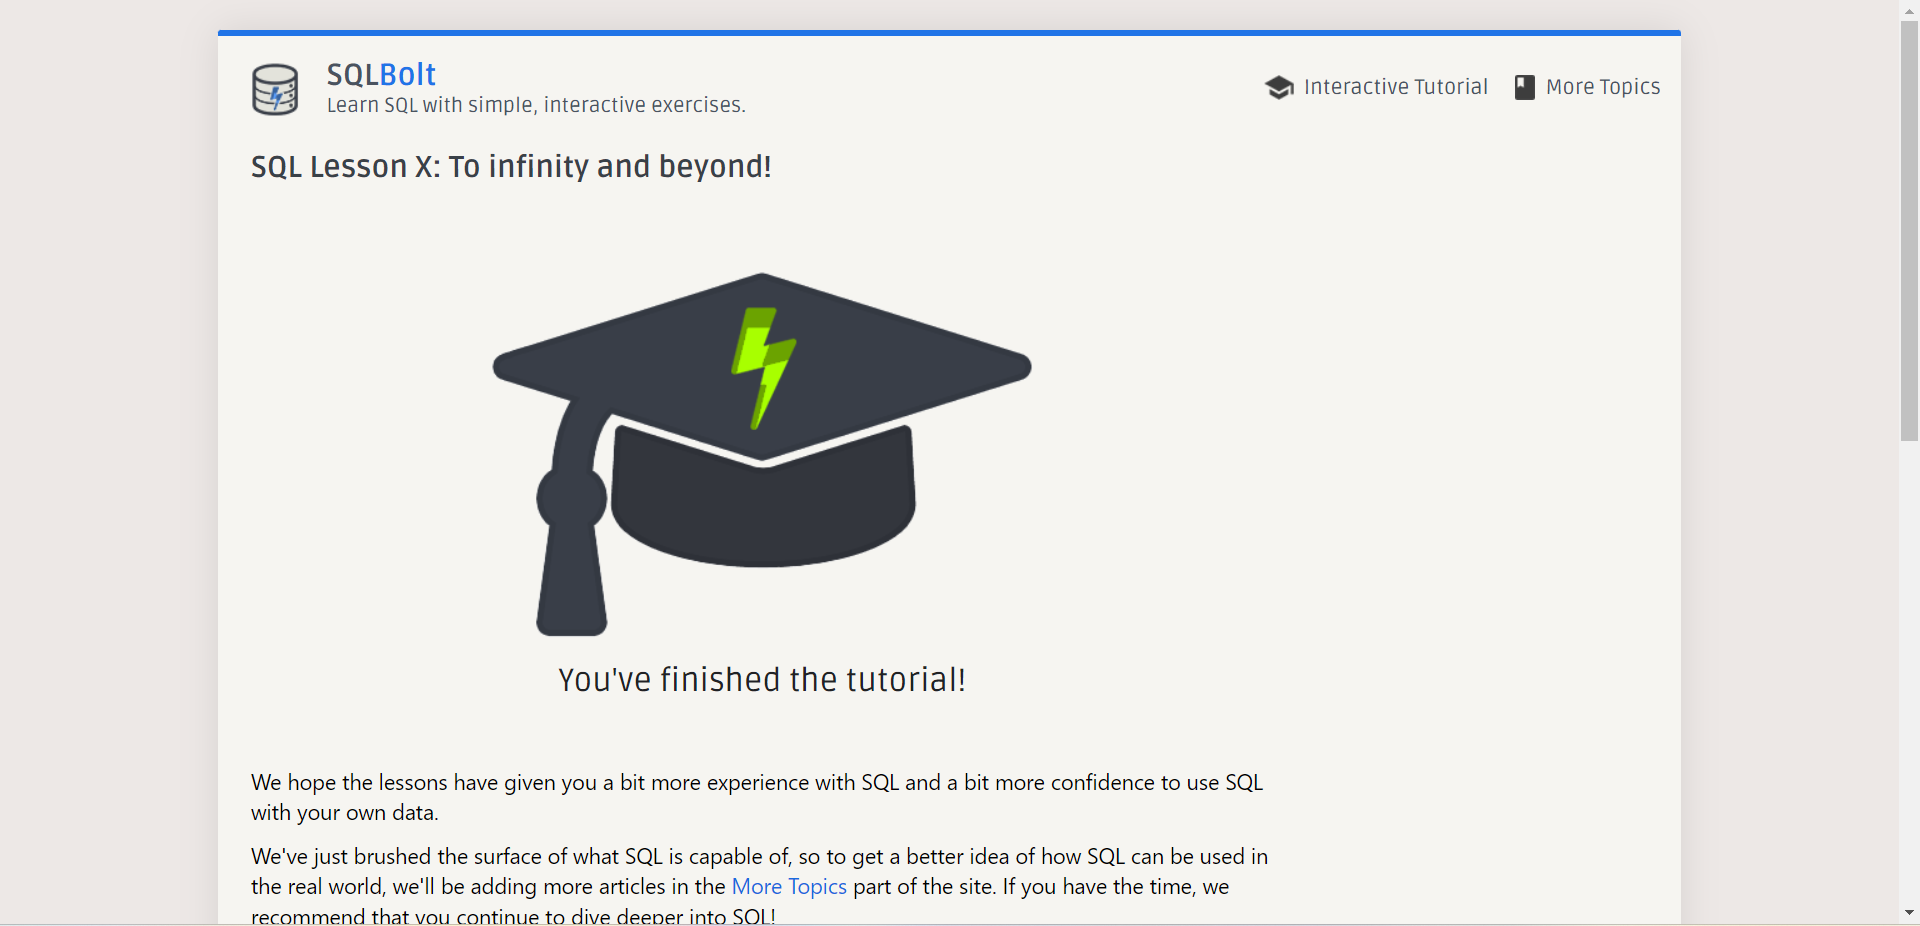 SQLBolt
Learn SQL with simple, interactive exercises.
Interactive Tutorial
More Topics
SQL Lesson X: To infinity and beyond!
You've finished the tutorial!
We hope the lessons have given you a bit more experience with SQL and a bit more confidence to use SQL
with your own data.
We've just brushed the surface of what SQL is capable of, so to get a better idea of how SQL can be used in
the real world, we'll be adding more articles in the More Topics part of the site. If you have the time, we
recommend that you continue to dive deeper into SQL!